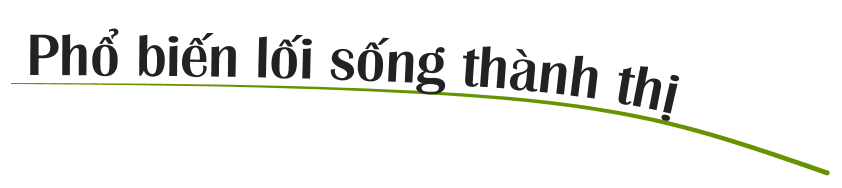 Phổ biến lối sống thành thị